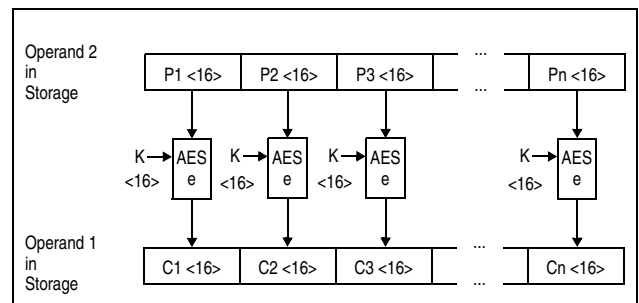 Operand 2
in
Storage
P1 <16> P2 <16> P3 <16> ... ... Pn <16>
K AES e K AES e K AES e K AES e
<16> <16> <16> <16>
Operand 1
in
Storage
C1 <16> C2 <16> C3 <16> ... ... Cn <16>